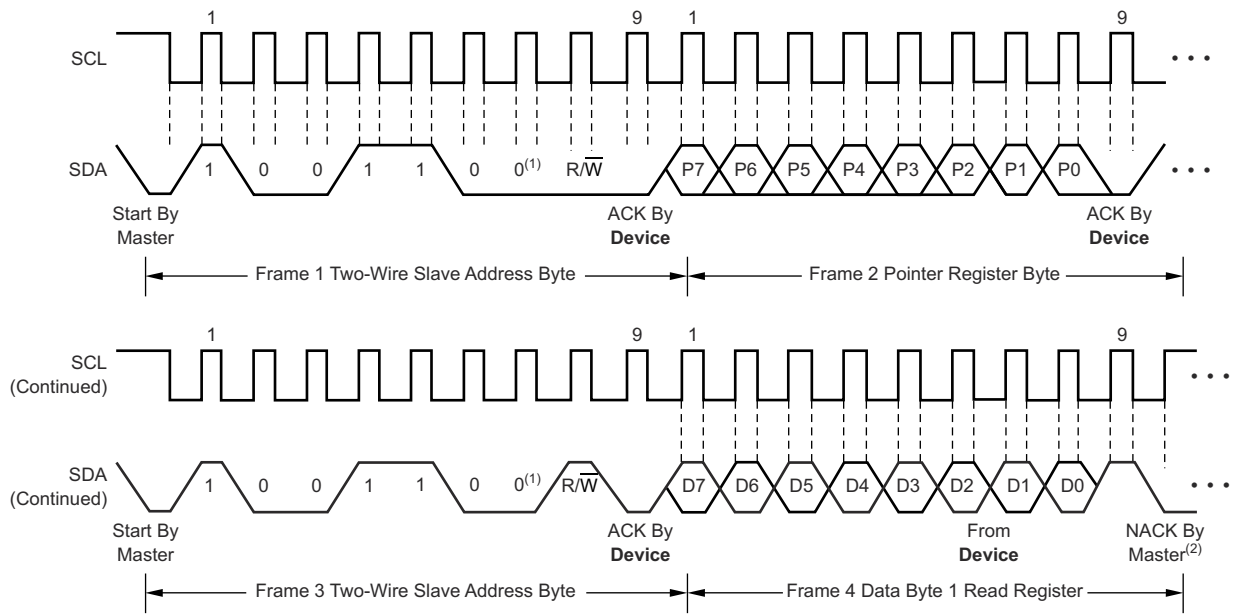 1 9 1 9
SCL
• • •
SDA
1 0 0 1 1 0 0(1) R/W̅ P7 P6 P5 P4 P3 P2 P1 P0
• • •
Start By Master
ACK By Device
ACK By Device
Frame 1 Two-Wire Slave Address Byte
Frame 2 Pointer Register Byte
1 9 1 9
SCL (Continued)
• • •
SDA (Continued)
1 0 0 1 1 0 0(1) R/W̅ D7 D6 D5 D4 D3 D2 D1 D0
• • •
Start By Master
ACK By Device
From Device
NACK By Master(2)
Frame 3 Two-Wire Slave Address Byte
Frame 4 Data Byte 1 Read Register